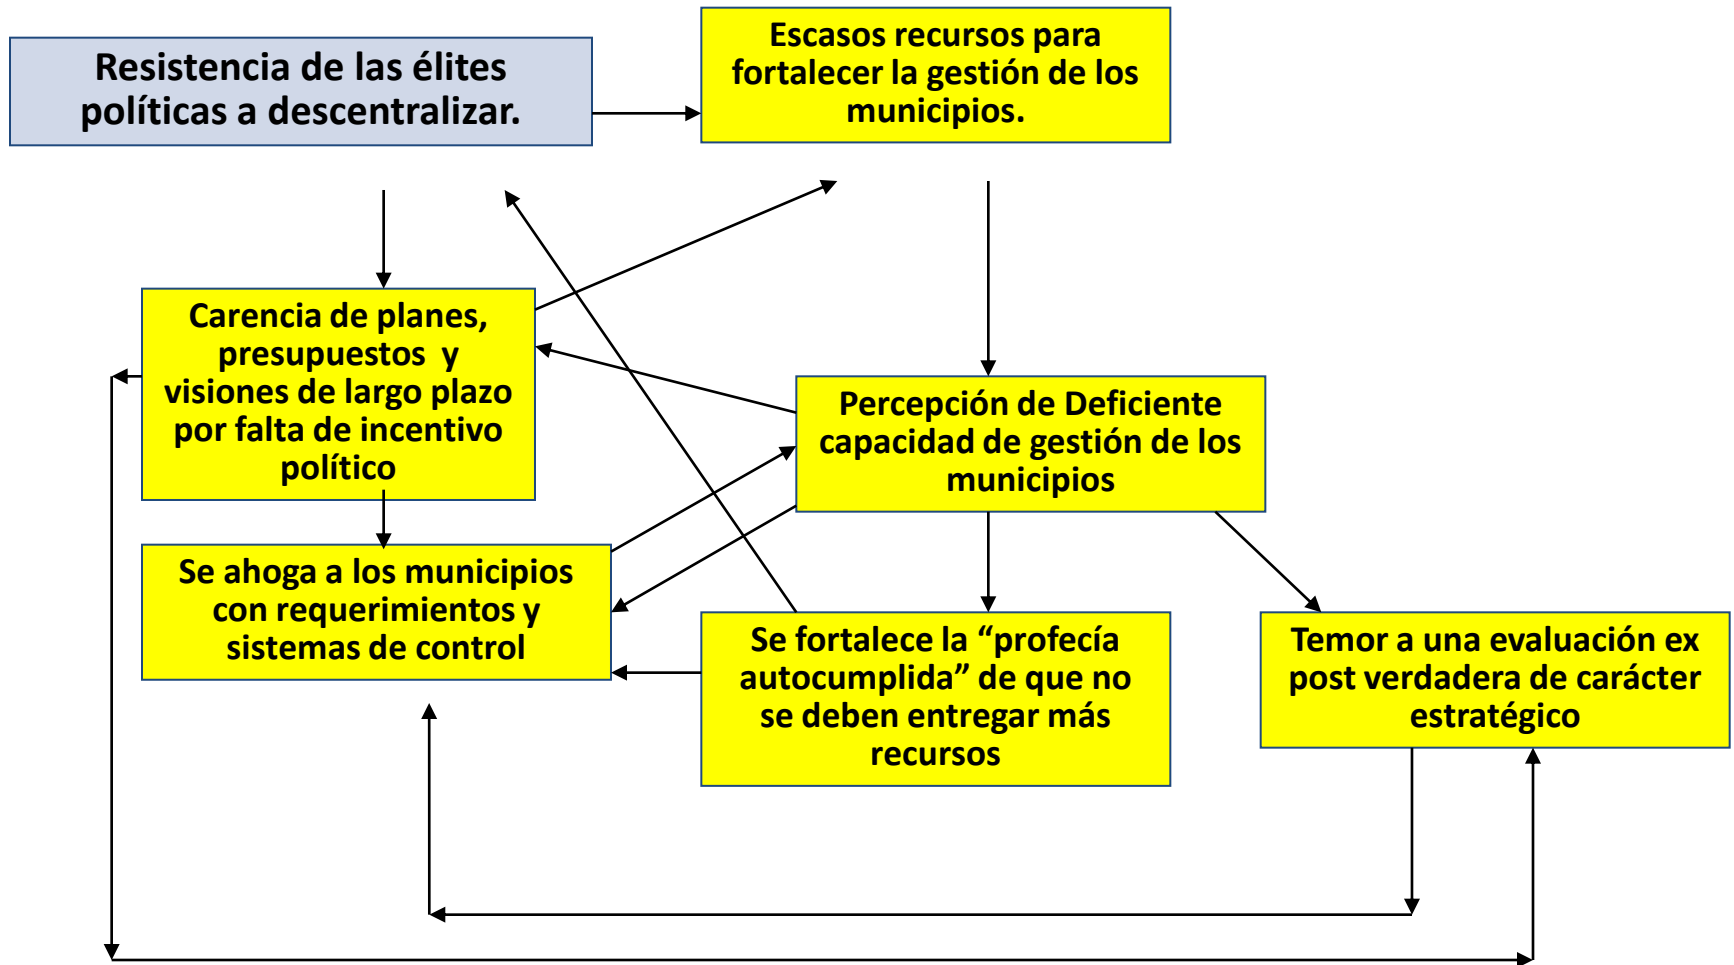 Resistencia de las élites
políticas a descentralizar.
Escasos recursos para
fortalecer la gestión de los
municipios.
Carencia de planes,
presupuestos y
visiones de largo plazo
por falta de incentivo
político
Percepción de Deficiente
capacidad de gestión de los
municipios
Se ahoga a los municipios
con requerimientos y
sistemas de control
Se fortalece la “profecía
autocumplida” de que no
se deben entregar más
recursos
Temor a una evaluación ex
post verdadera de carácter
estratégico